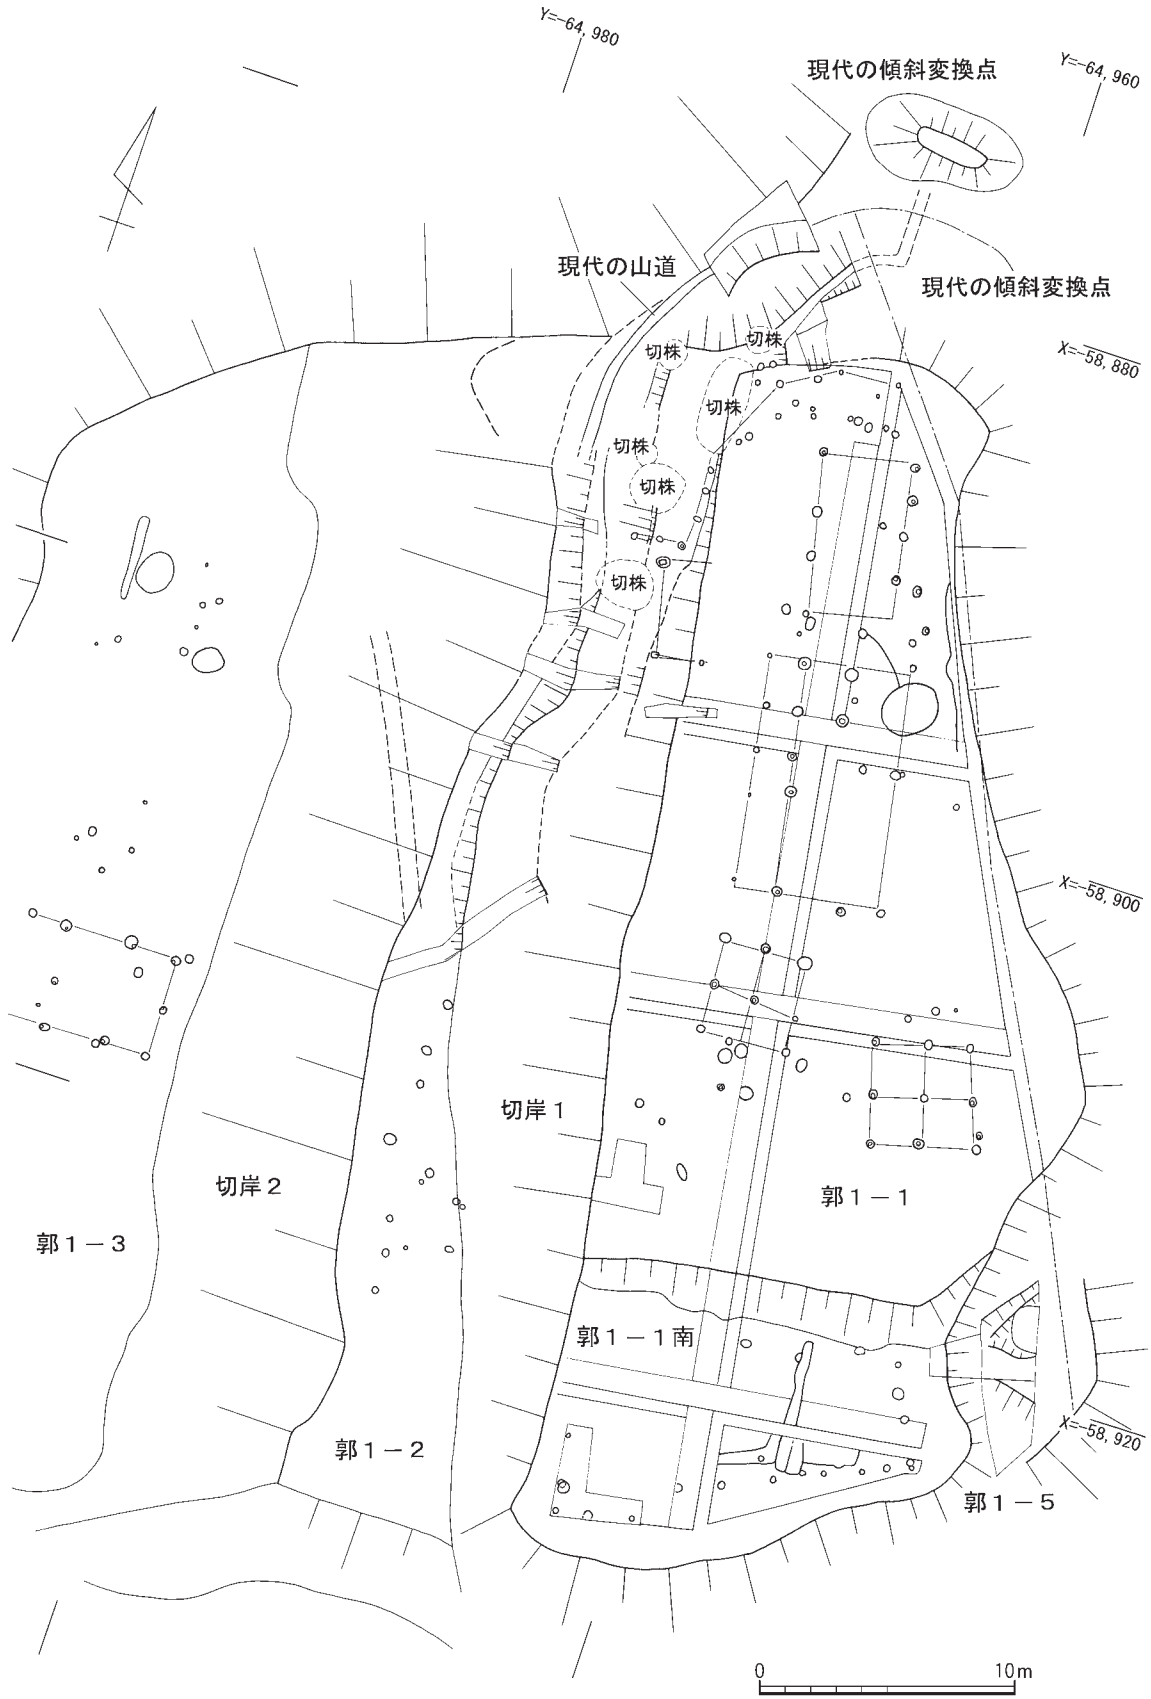 Y=-64,980
現代の傾斜変換点
Y=-64,960
現代の山道
現代の傾斜変換点
切株
切株
X=-58,880
切株
切株
切株
切株
X=-58,900
切岸1
切岸2
郭1-1
郭1-3
郭1-1南
郭1-2
X=-58,920
郭1-5
0 10m